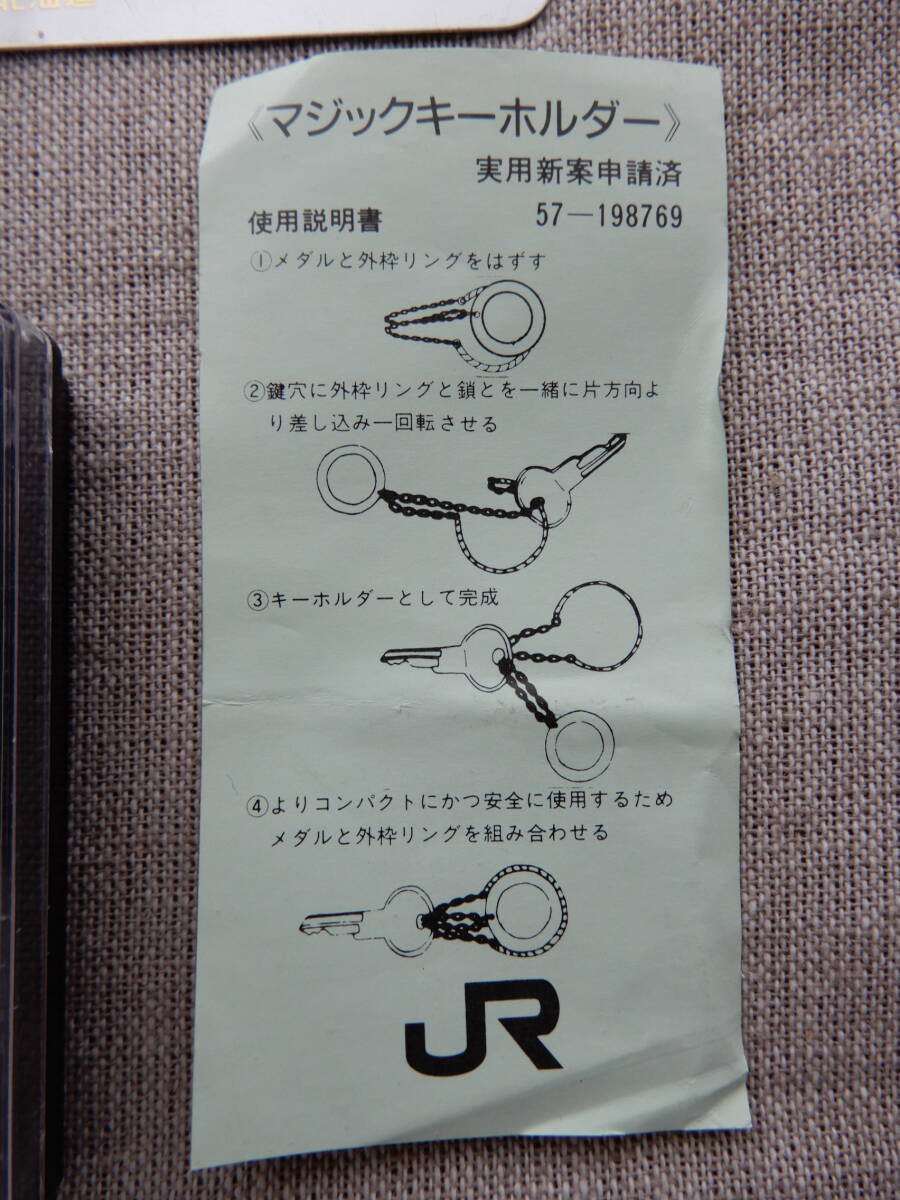 北海道
《マジックキーホルダー》
実用新案申請済
使用説明書 57—198769
①メダルと外枠リングをはずす
②鍵穴に外枠リングと鎖とを一緒に片方向よ
り差し込み一回転させる
③キーホルダーとして完成
④よりコンパクトにかつ安全に使用するため
メダルと外枠リングを組み合わせる
JR